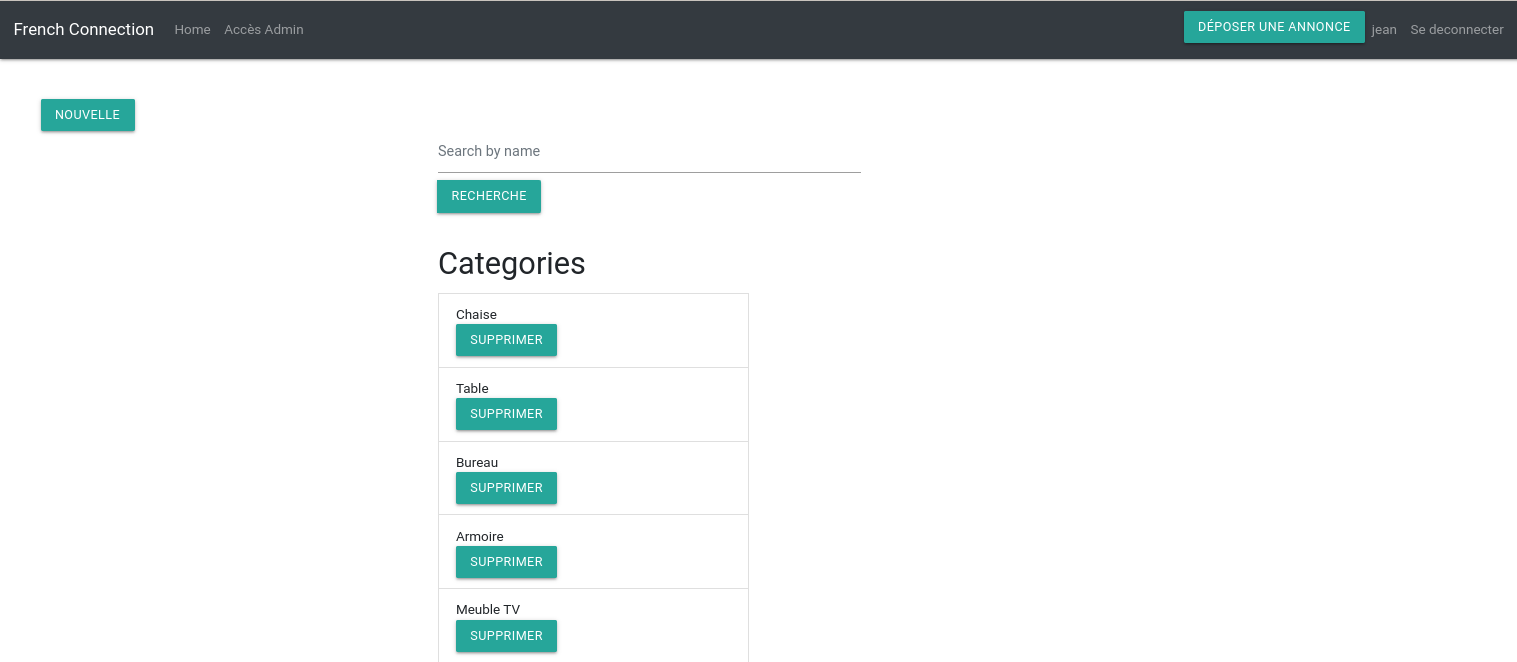 French Connection Home Accès Admin DÉPOSER UNE ANNONCE jean Se deconnecter
NOUVELLE
Search by name
RECHERCHE
Categories
Chaise
SUPPRIMER
Table
SUPPRIMER
Bureau
SUPPRIMER
Armoire
SUPPRIMER
Meuble TV
SUPPRIMER